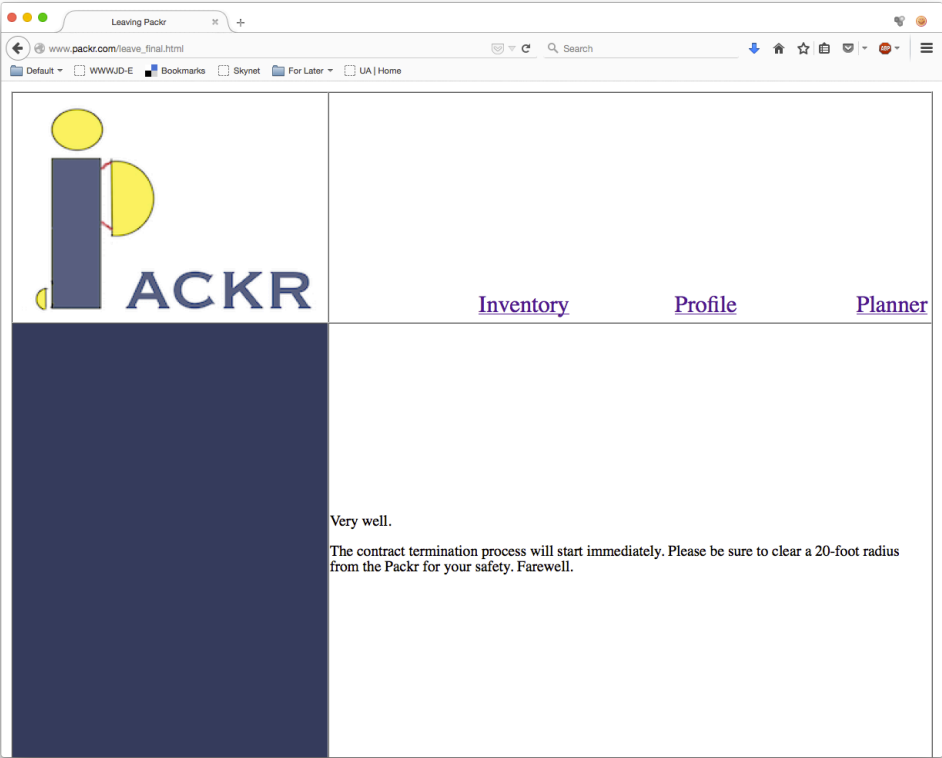 Leaving Packr
www.packr.com/leave_final.html
Search
Default
WWWJD-E
Bookmarks
Skynet
For Later
UA | Home
ABP
PACKR
Inventory Profile Planner
Very well.
The contract termination process will start immediately. Please be sure to clear a 20-foot radius
from the Packr for your safety. Farewell.